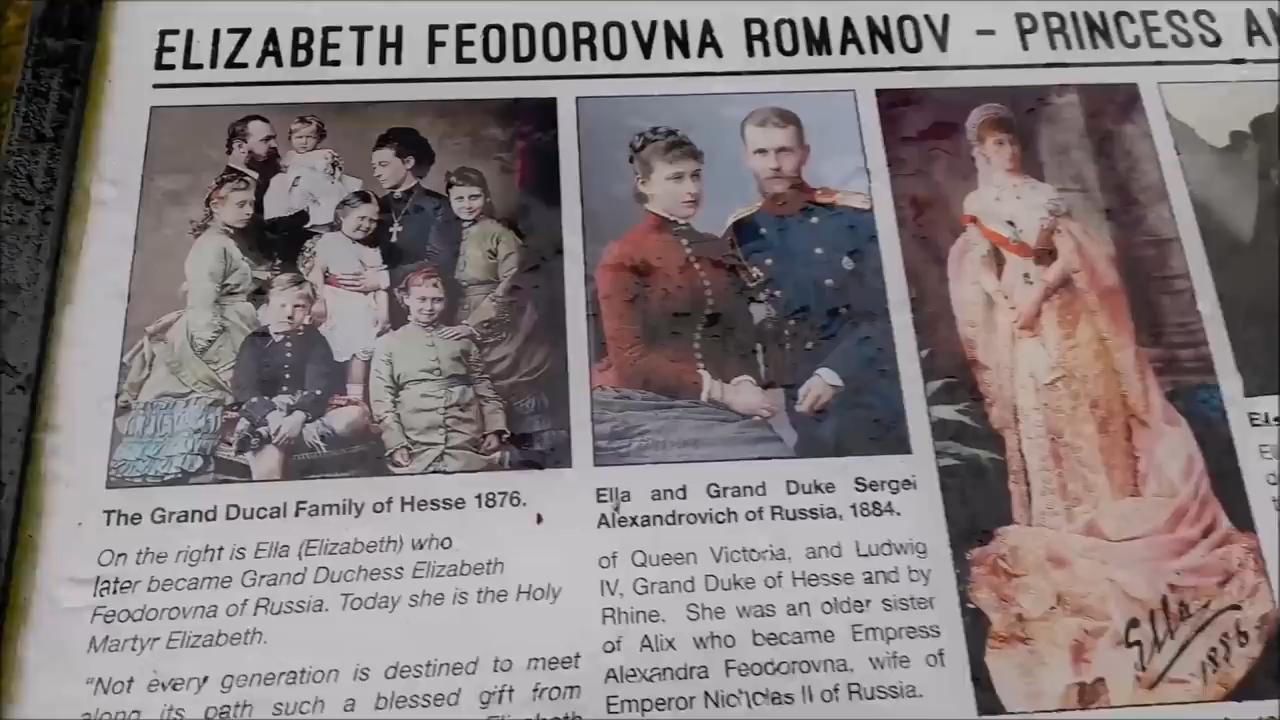 ELIZABETH FEODOROVNA ROMANOV - PRINCESS
The Grand Ducal Family of Hesse 1876.
On the right is Ella (Elizabeth) who
later became Grand Duchess Elizabeth
Feodorovna of Russia. Today she is the Holy
Martyr Elizabeth.
"Not every generation is destined to meet
along its path such a blessed gift from
Ella and Grand Duke Sergei
Alexandrovich of Russia, 1884.
of Queen Victoria, and Ludwig
IV, Grand Duke of Hesse and by
Rhine. She was an older sister
of Alix who became Empress
Alexandra Feodorovna, wife of
Emperor Nicholas II of Russia.
Ella
1886